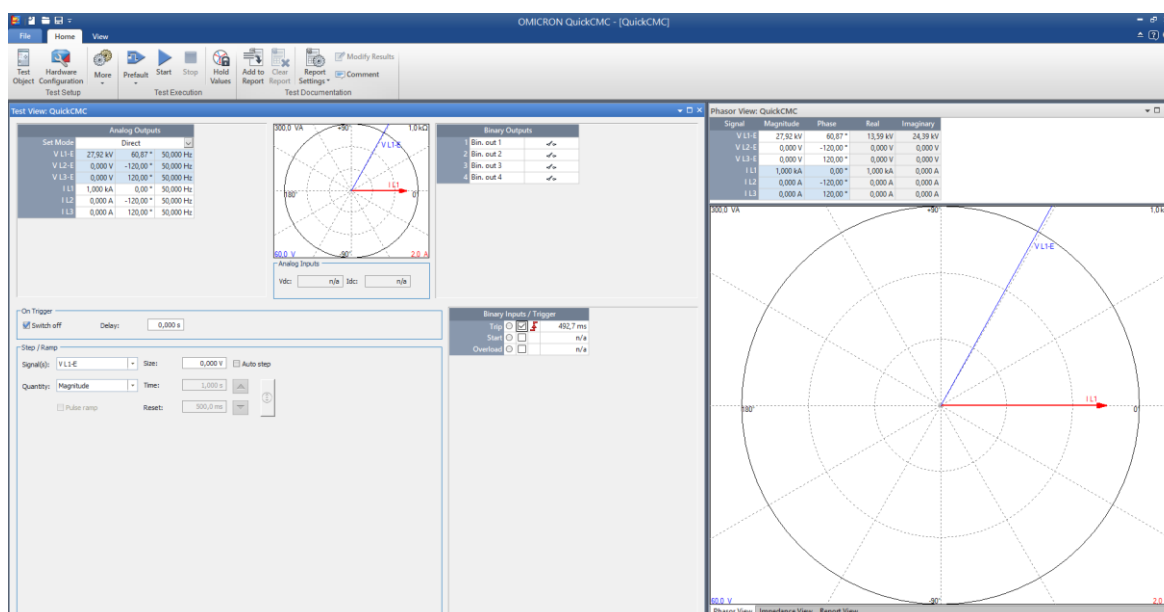 OMICRON QuickCMC - [QuickCMC]
File Home View
Test Object
Hardware Configuration
More
Prefault
Start
Stop
Hold Values
Add to Report
Clear Report
Report Settings
Modify Results
Comment
Test Setup
Test Execution
Test Documentation
Test View: QuickCMC
Analog Outputs
Set Mode Direct
V L1-E 27,92 kV 60,87 ° 50,000 Hz
V L2-E 0,000 V -120,00 ° 50,000 Hz
V L3-E 0,000 V 120,00 ° 50,000 Hz
I L1 1,000 kA 0,00 ° 50,000 Hz
I L2 0,000 A -120,00 ° 50,000 Hz
I L3 0,000 A 120,00 ° 50,000 Hz
300,0 VA +90° 1,0 kΩ
V L1-E
I L1
180° 0°
60,0 V -90° 2,0 A
Analog Inputs
Vdc: n/a Idc: n/a
Binary Outputs
1 Bin. out 1
2 Bin. out 2
3 Bin. out 3
4 Bin. out 4
On Trigger
Switch off Delay: 0,000 s
Step / Ramp
Signal(s): V L1-E Size: 0,000 V Auto step
Quantity: Magnitude Time: 1,000 s
Pulse ramp Reset: 500,0 ms
Binary Inputs / Trigger
Trip 492,7 ms
Start n/a
Overload n/a
Phasor View: QuickCMC
Signal Magnitude Phase Real Imaginary
V L1-E 27,92 kV 60,87 ° 13,59 kV 24,39 kV
V L2-E 0,000 V -120,00 ° 0,000 V 0,000 V
V L3-E 0,000 V 120,00 ° 0,000 V 0,000 V
I L1 1,000 kA 0,00 ° 1,000 kA 0,000 A
I L2 0,000 A -120,00 ° 0,000 A 0,000 A
I L3 0,000 A 120,00 ° 0,000 A 0,000 A
300,0 VA +90° 1,0 k
V L1-E
I L1
180° 0°
60,0 V -90° 2,0
Phasor View Impedance View Report View